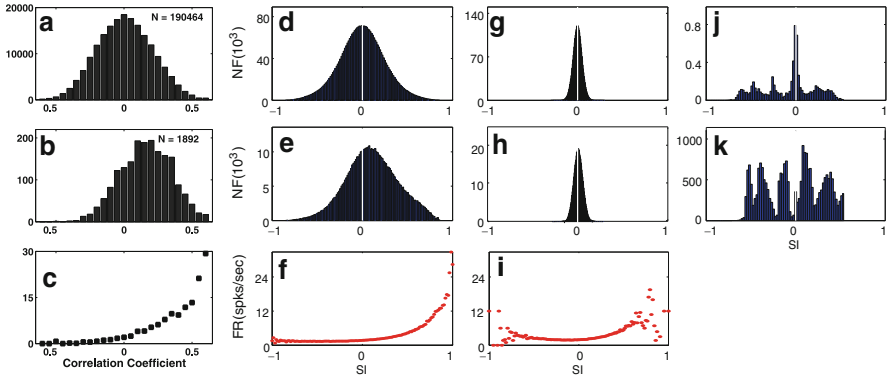 a
N = 190464
20000
10000
0
0.5 0 0.5
b
N = 1892
200
100
0
0.5 0 0.5
c
30
15
0
0.5 0 0.5
Correlation Coefficient
d
NF(10³)
80
40
0
−1 0 1
e
NF(10³)
10
5
0
−1 0 1
f
FR(spks/sec)
24
12
0
−1 0 1
SI
g
140
70
0
−1 0 1
h
20
10
0
−1 0 1
i
24
12
0
−1 0 1
SI
j
0.8
0.4
0
−1 0 1
k
1000
500
0
−1 0 1
SI